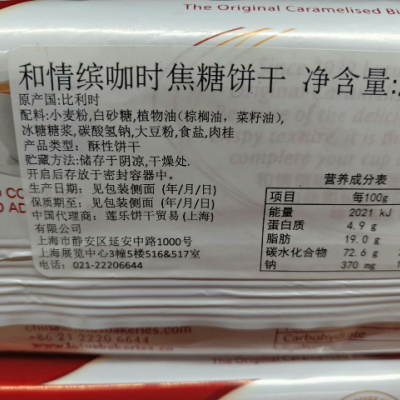 The Original Caramelised Bi
和情缤咖时焦糖饼干 净含量:
原产国:比利时
配料:小麦粉,白砂糖,植物油(棕榈油，菜籽油),
冰糖糖浆,碳酸氢钠,大豆粉,食盐,肉桂
产品类型: 酥性饼干
贮藏方法: 储存于阴凉,干燥处.
开启后存放于密封容器中.
生产日期: 见包装侧面 (年/月/日)
保质期至: 见包装侧面 (年/月/日)
中国代理商: 莲乐饼干贸易(上海)
有限公司
上海市静安区延安中路1000号
上海展览中心3幢5楼516&517室
电话: 021-22206644
营养成分表
项目 每100g
能量 2021 kJ
蛋白质 4.9 g
脂肪 19.0 g
碳水化合物 72.6 g
钠 370 mg
+86 21 2220 6644
Carbohydrate
The Original Caramelised Bi